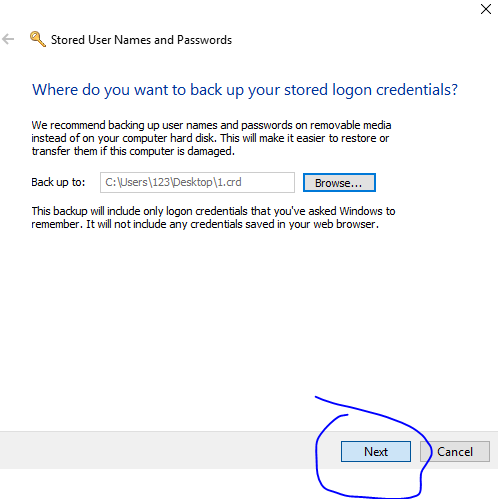 Stored User Names and Passwords
Where do you want to back up your stored logon credentials?
We recommend backing up user names and passwords on removable media
instead of on your computer hard disk. This will make it easier to restore or
transfer them if this computer is damaged.
Back up to: C:\Users\123\Desktop\1.crd Browse...
This backup will include only logon credentials that you've asked Windows to
remember. It will not include any credentials saved in your web browser.
Next Cancel